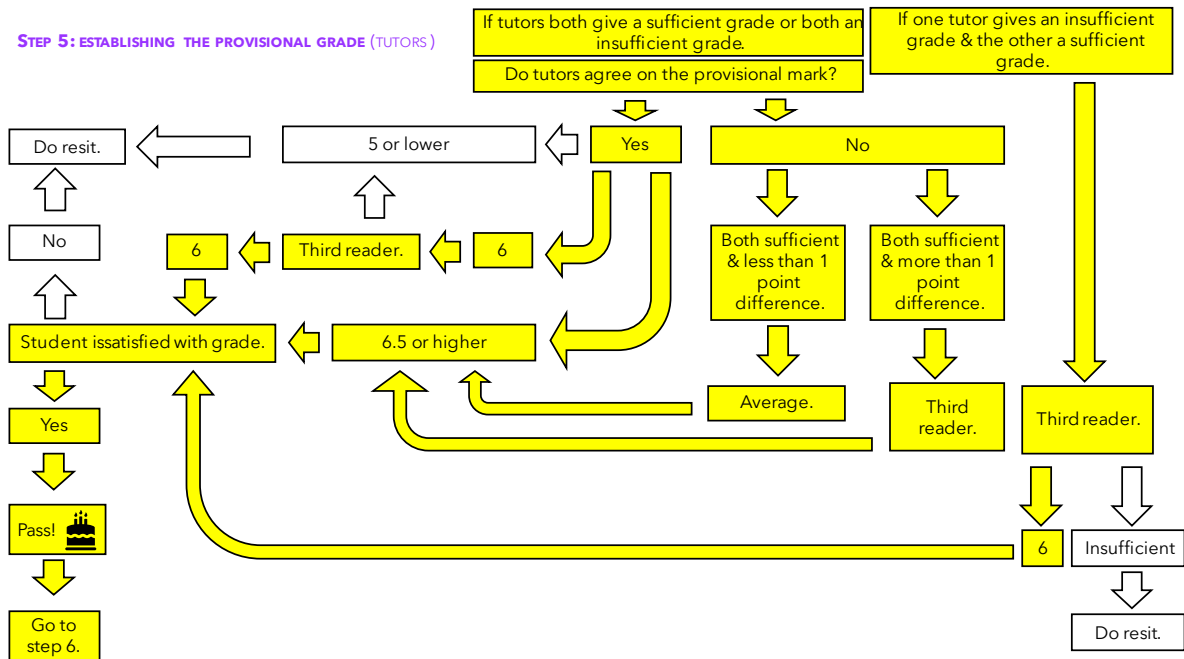 STEP 5: ESTABLISHING THE PROVISIONAL GRADE (TUTORS )
If tutors both give a sufficient grade or both an
insufficient grade.
If one tutor gives an insufficient
grade & the other a sufficient
grade.
Do tutors agree on the provisional mark?
Do resit.
5 or lower
Yes
No
No
6
Third reader.
6
Both sufficient
& less than 1
point
difference.
Both sufficient
& more than 1
point
difference.
Student issatisfied with grade.
6.5 or higher
Yes
Average.
Third
reader.
Third reader.
Pass!
6
Insufficient
Go to
step 6.
Do resit.